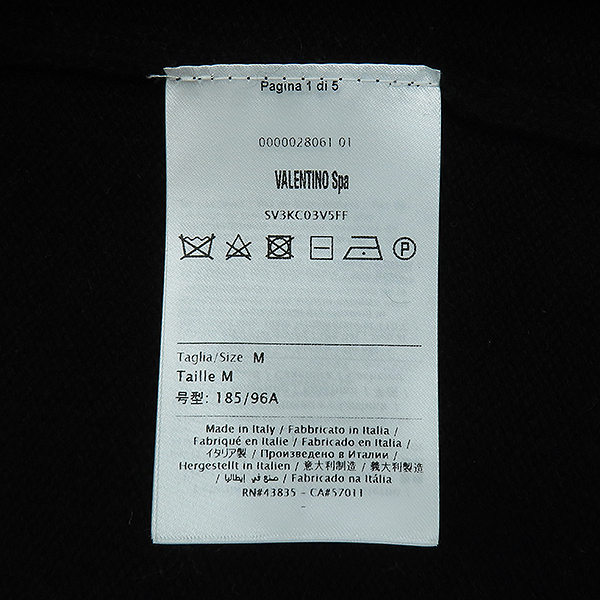 Pagina 1 di 5
0000028061 01
VALENTINO Spa
SV3KC03V5FF
P
Taglia/Size M
Taille M
号型: 185/96A
Made in Italy / Fabbricato in Italia /
Fabriqué en Italie / Fabricado en Italia /
イタリア製 / Произведено в Италии /
Hergestellt in Italien / 意大利制造 / 義大利製造
/ صنع في إيطاليا / Fabricado na Itália
RN#43835 - CA#57011
-